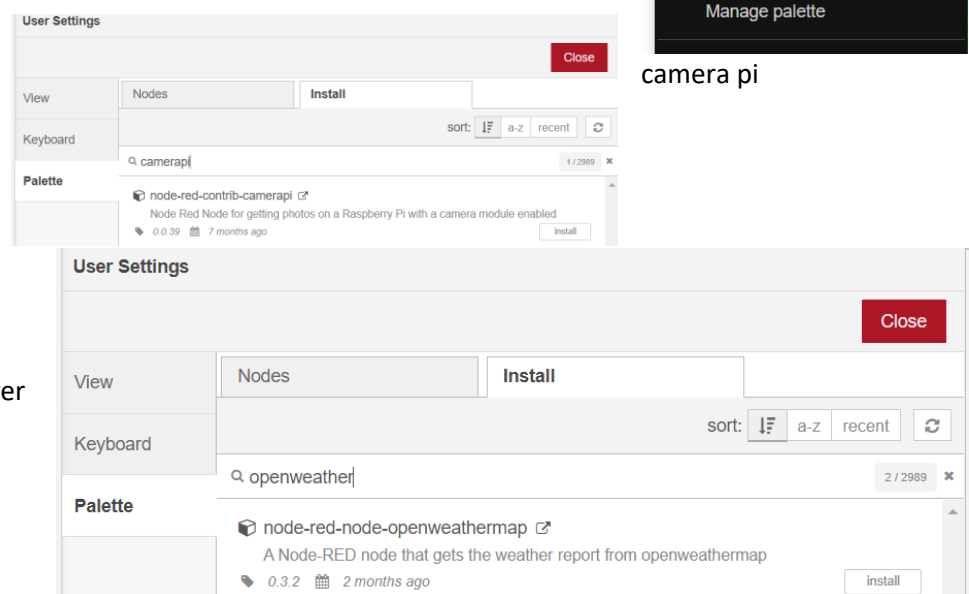 Manage palette
camera pi
User Settings
Close
View
Keyboard
Palette
Nodes
Install
sort: a-z recent
camerapi
1 / 2989
node-red-contrib-camerapi
Node Red Node for getting photos on a Raspberry Pi with a camera module enabled
0.0.39 7 months ago
install
User Settings
Close
er
View
Keyboard
Palette
Nodes
Install
sort: a-z recent
openweather
2 / 2989
node-red-node-openweathermap
A Node-RED node that gets the weather report from openweathermap
0.3.2 2 months ago
install